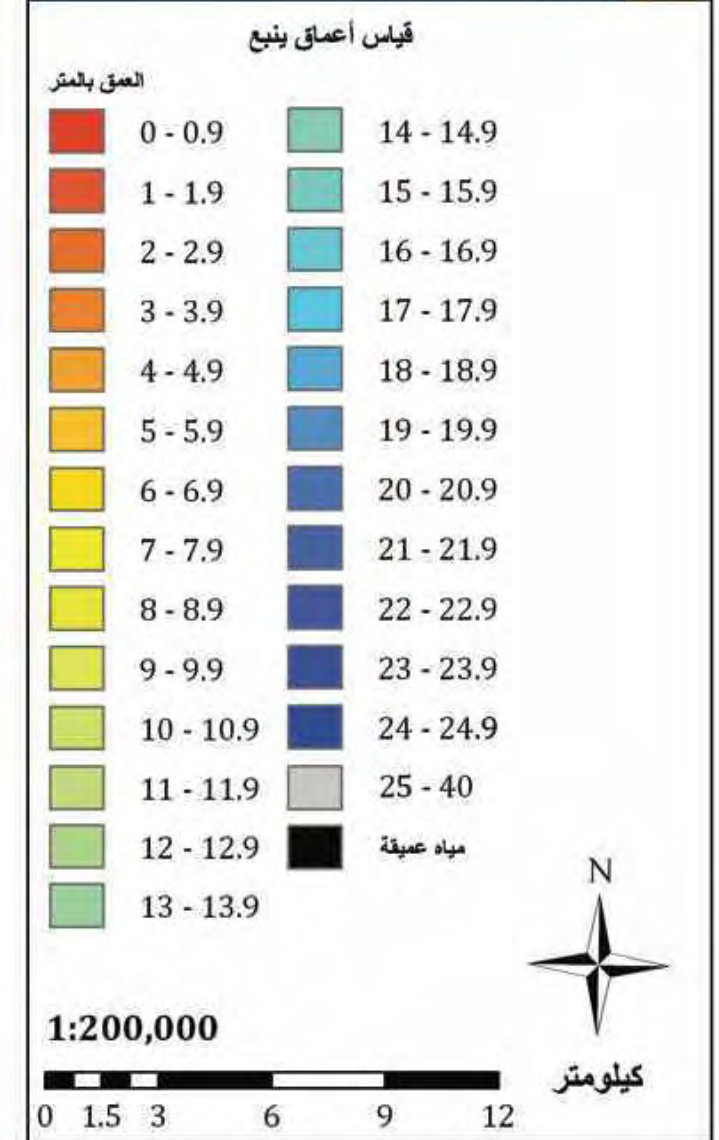 قياس أعماق ينبع
العمق بالمتر
0 - 0.9
1 - 1.9
2 - 2.9
3 - 3.9
4 - 4.9
5 - 5.9
6 - 6.9
7 - 7.9
8 - 8.9
9 - 9.9
10 - 10.9
11 - 11.9
12 - 12.9
13 - 13.9
14 - 14.9
15 - 15.9
16 - 16.9
17 - 17.9
18 - 18.9
19 - 19.9
20 - 20.9
21 - 21.9
22 - 22.9
23 - 23.9
24 - 24.9
25 - 40
مياه عميقة
N
1:200,000
كيلومتر
0 1.5 3 6 9 12